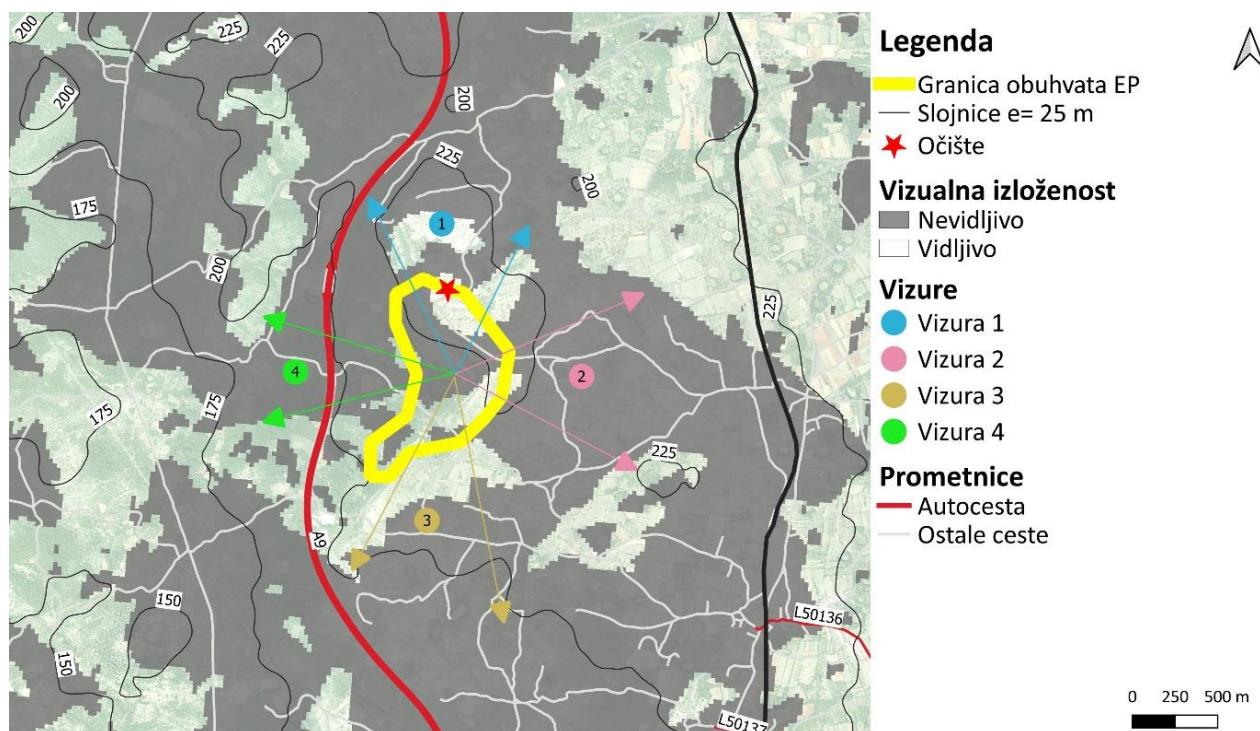 Legenda
Granica obuhvata EP
Slojnice e= 25 m
Očište
Vizualna izloženost
Nevidljivo
Vidljivo
Vizure
Vizura 1
Vizura 2
Vizura 3
Vizura 4
Prometnice
Autocesta
Ostale ceste
0 250 500 m
200
225
225
200
200
225
175
200
200
1
200
225
2
4
175
175
225
3
A9
150
150
L50136
L50137